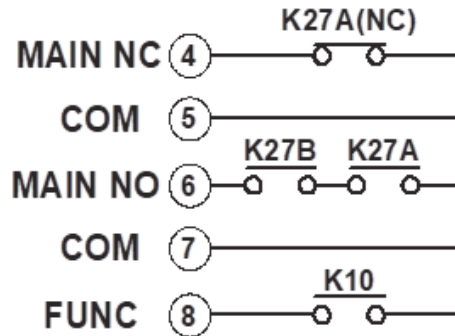 K27A(NC)
MAIN NC 4
COM 5
K27B K27A
MAIN NO 6
COM 7
K10
FUNC 8